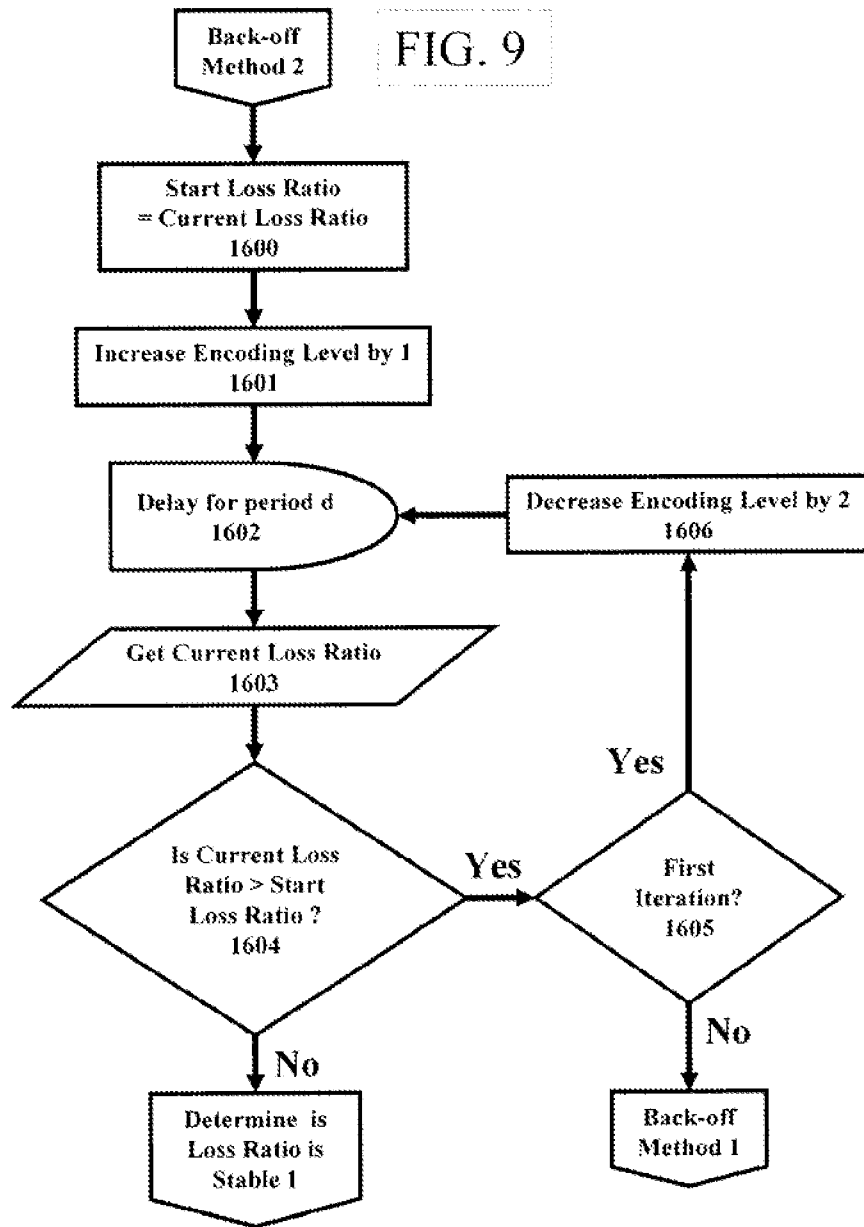 Back-off
Method 2
FIG. 9
Start Loss Ratio
= Current Loss Ratio
1600
Increase Encoding Level by 1
1601
Delay for period d
1602
Decrease Encoding Level by 2
1606
Get Current Loss Ratio
1603
Yes
Is Current Loss
Ratio > Start
Loss Ratio ?
1604
Yes
First
Iteration?
1605
No
No
Determine is
Loss Ratio is
Stable 1
Back-off
Method 1